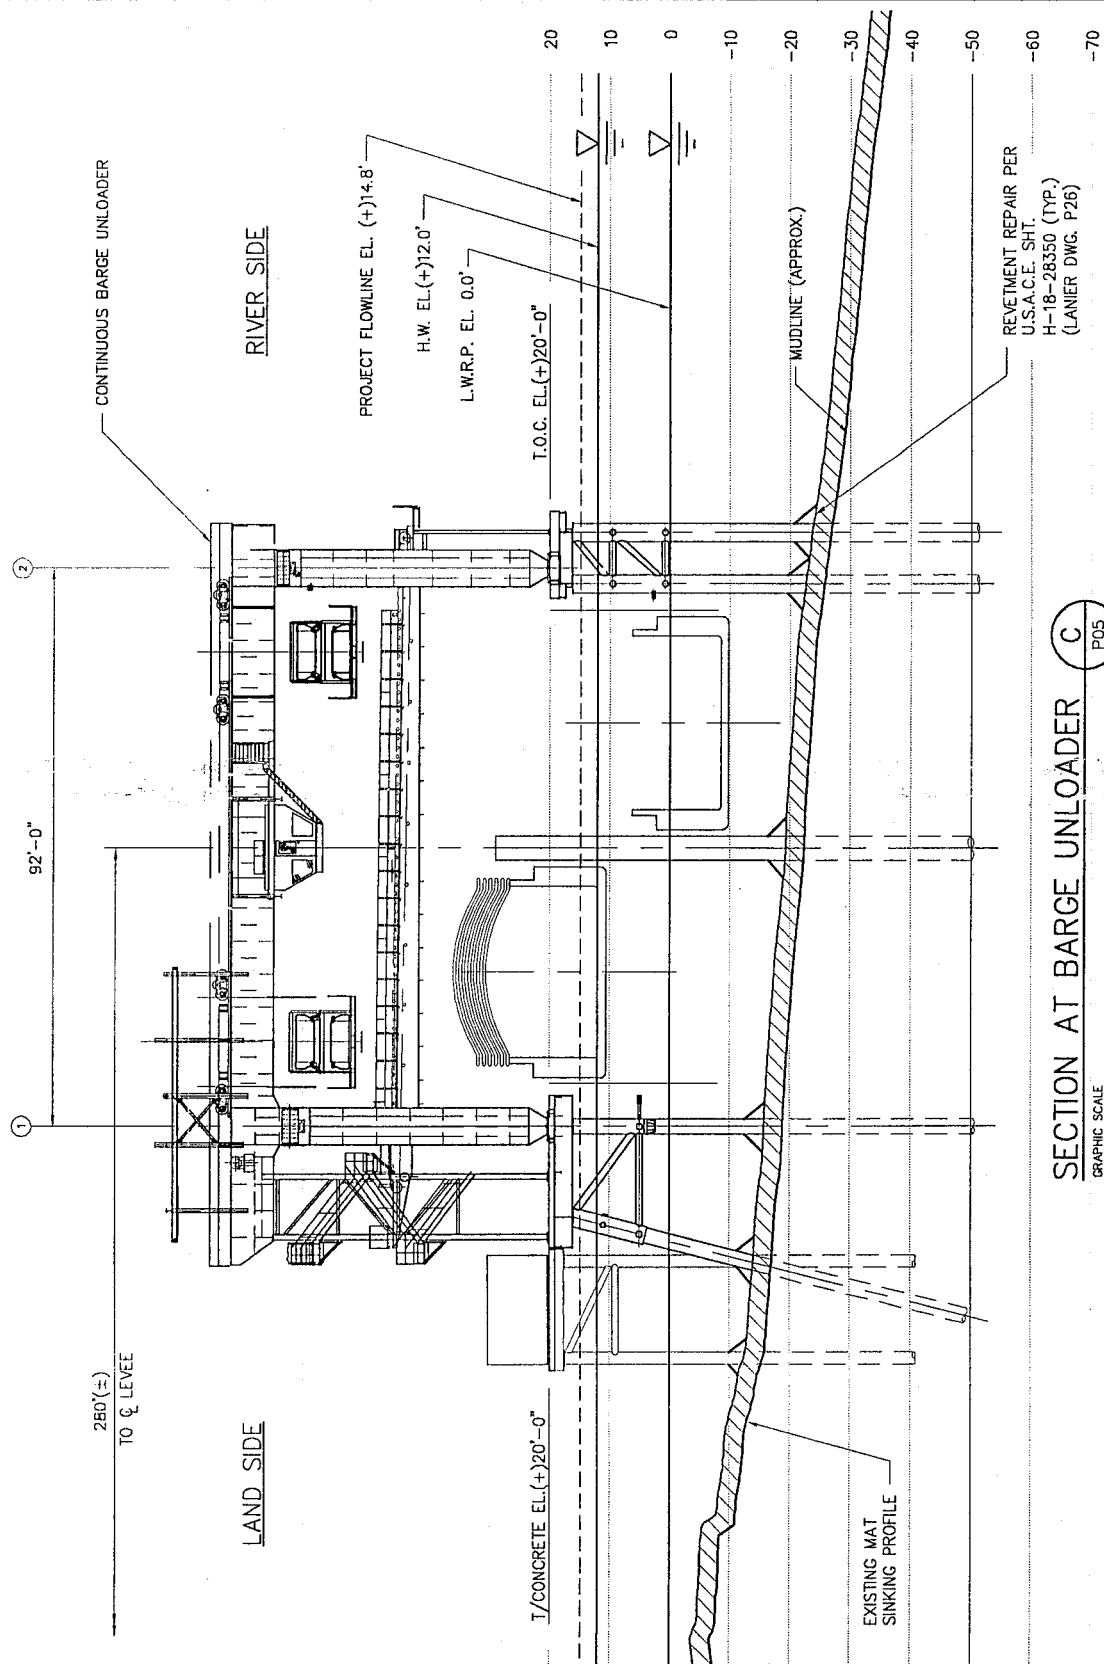 ①
②
92'-0"
280'(±)
TO ℄ LEVEE
CONTINUOUS BARGE UNLOADER
LAND SIDE
RIVER SIDE
PROJECT FLOWLINE EL. (+)14.8'
H.W. EL.(+)12.0'
L.W.R.P. EL. 0.0'
T/CONCRETE EL.(+)20'-0"
T.O.C. EL.(+)20'-0"
20
10
0
-10
-20
-30
-40
-50
-60
-70
MUDLINE (APPROX.)
EXISTING MAT
SINKING PROFILE
REVETMENT REPAIR PER
U.S.A.C.E. SHT.
H-18-28350 (TYP.)
(LANIER DWG. P26)
SECTION AT BARGE UNLOADER
C
P05
GRAPHIC SCALE